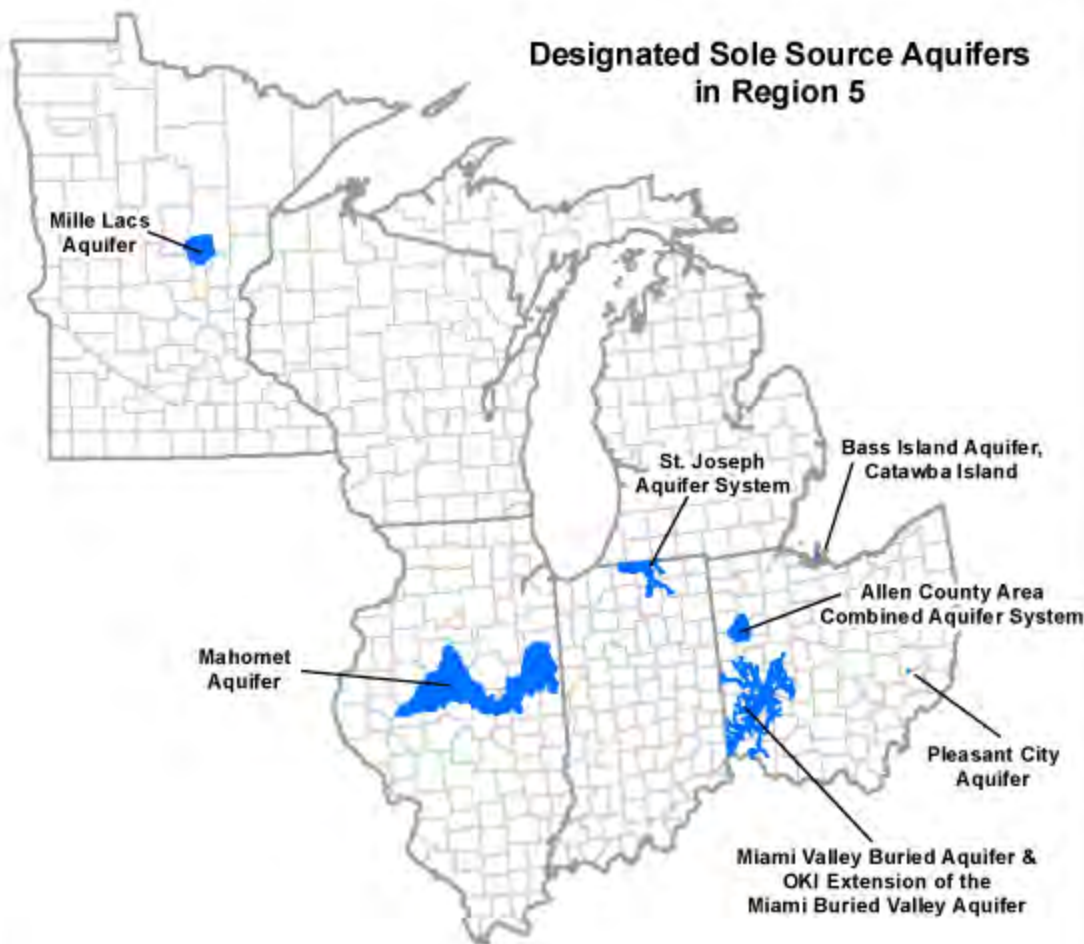 Designated Sole Source Aquifers
in Region 5
Mille Lacs
Aquifer
St. Joseph
Aquifer System
Bass Island Aquifer,
Catawba Island
Allen County Area
Combined Aquifer System
Mahomet
Aquifer
Pleasant City
Aquifer
Miami Valley Buried Aquifer &
OKI Extension of the
Miami Buried Valley Aquifer